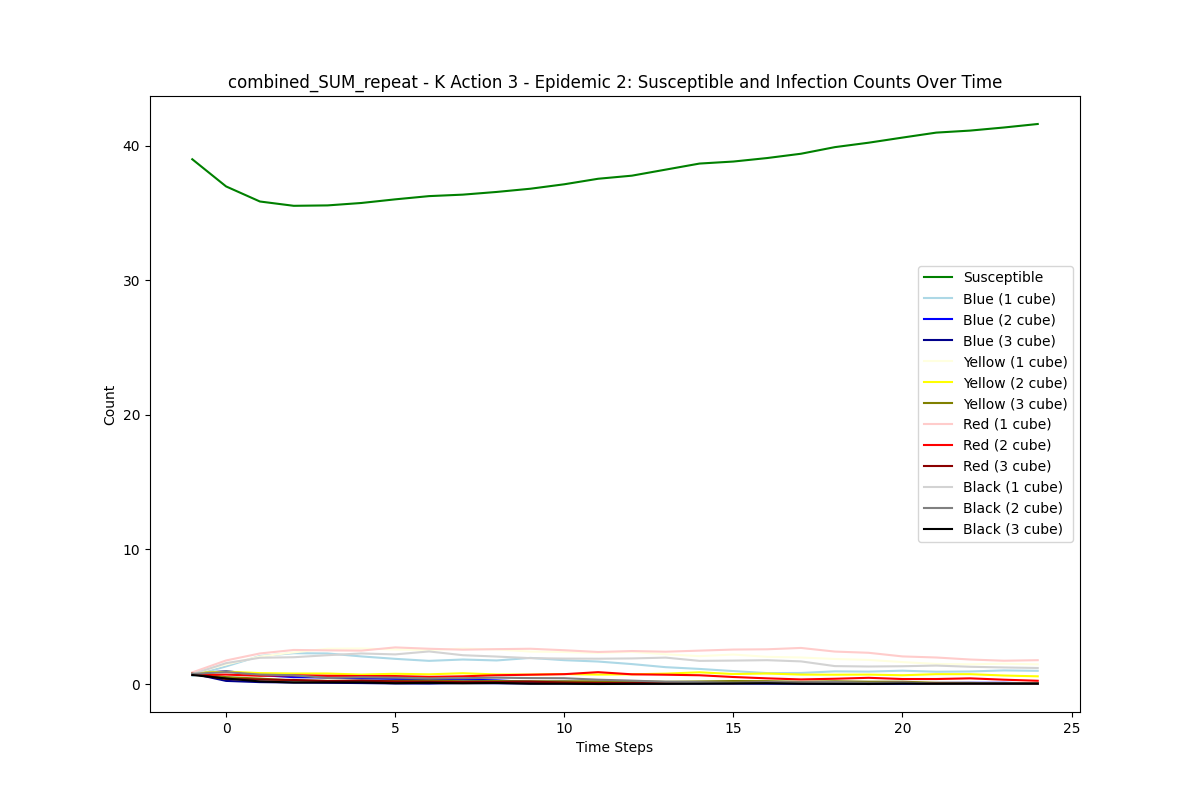 combined_SUM_repeat - K Action 3 - Epidemic 2: Susceptible and Infection Counts Over Time
40
30
20
10
0
Count
Susceptible
Blue (1 cube)
Blue (2 cube)
Blue (3 cube)
Yellow (1 cube)
Yellow (2 cube)
Yellow (3 cube)
Red (1 cube)
Red (2 cube)
Red (3 cube)
Black (1 cube)
Black (2 cube)
Black (3 cube)
0 5 10 15 20 25
Time Steps